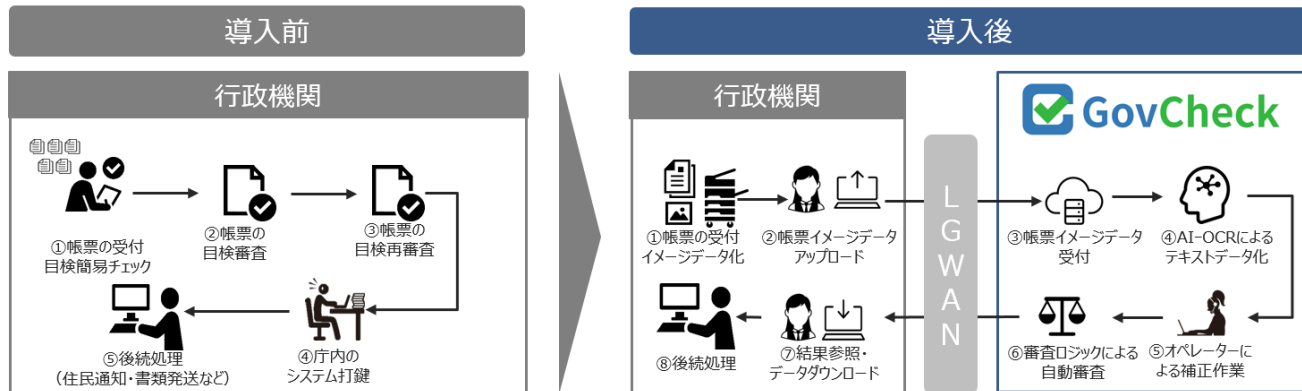 導入前
行政機関
①帳票の受付
目検簡易チェック
②帳票の
目検審査
③帳票の
目検再審査
④庁内の
システム打鍵
⑤後続処理
(住民通知・書類発送など)
導入後
行政機関
①帳票の受付
イメージデータ化
②帳票イメージデータ
アップロード
LGWAN
GovCheck
③帳票イメージデータ
受付
④AI-OCRによる
テキストデータ化
⑤オペレーターに
よる補正作業
⑥審査ロジックによる
自動審査
⑦結果参照・
データダウンロード
⑧後続処理